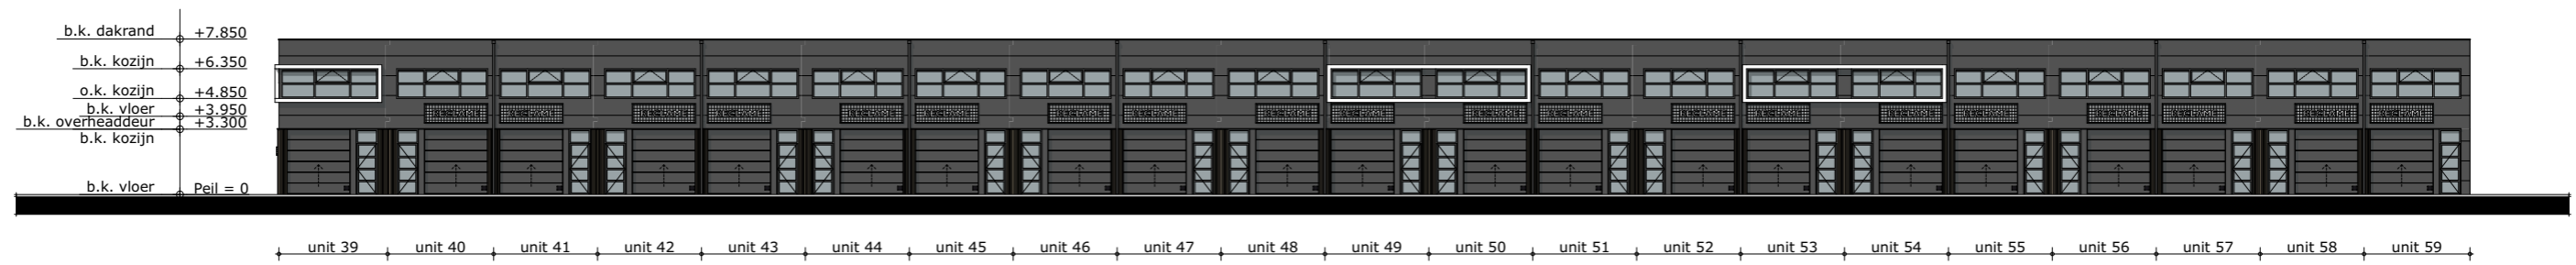 b.k. dakrand +7.850
b.k. kozijn +6.350
o.k. kozijn +4.850
b.k. vloer +3.950
b.k. overheaddeur +3.300
b.k. kozijn
b.k. vloer Peil = 0
unit 39 unit 40 unit 41 unit 42 unit 43 unit 44 unit 45 unit 46 unit 47 unit 48 unit 49 unit 50 unit 51 unit 52 unit 53 unit 54 unit 55 unit 56 unit 57 unit 58 unit 59